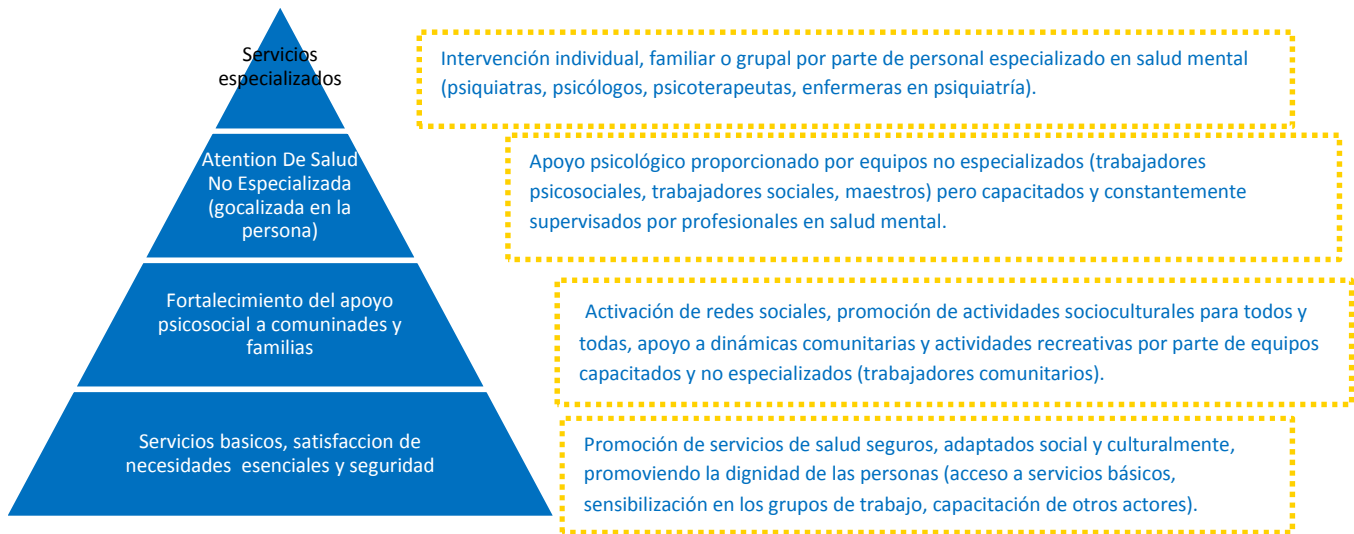 Servicios
especializados
Intervención individual, familiar o grupal por parte de personal especializado en salud mental
(psiquiatras, psicólogos, psicoterapeutas, enfermeras en psiquiatría).
Atention De Salud
No Especializada
(gocalizada en la
persona)
Apoyo psicológico proporcionado por equipos no especializados (trabajadores
psicosociales, trabajadores sociales, maestros) pero capacitados y constantemente
supervisados por profesionales en salud mental.
Fortalecimiento del apoyo
psicosocial a comuninades y
familias
Activación de redes sociales, promoción de actividades socioculturales para todos y
todas, apoyo a dinámicas comunitarias y actividades recreativas por parte de equipos
capacitados y no especializados (trabajadores comunitarios).
Servicios basicos, satisfaccion de
necesidades esenciales y seguridad
Promoción de servicios de salud seguros, adaptados social y culturalmente,
promoviendo la dignidad de las personas (acceso a servicios básicos,
sensibilización en los grupos de trabajo, capacitación de otros actores).